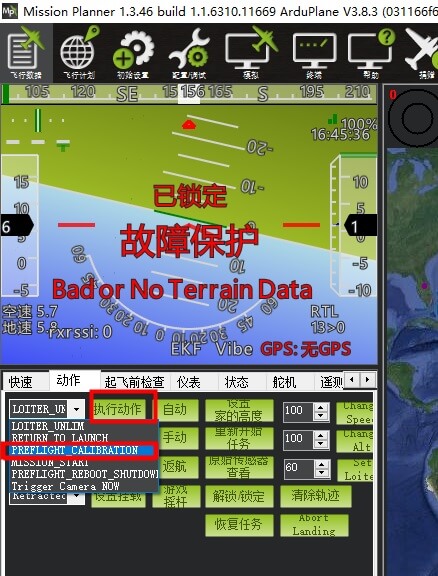 Mission Planner 1.3.46 build 1.1.6310.11669 ArduPlane V3.8.3 (031166f6
飞行数据 飞行计划 初始设置 配置/调试 模拟 终端 帮助 捐赠
105 120 SE 156 S 195 210
100%
16:45:36
-20
-10
已锁定
故障保护
Bad or No Terrain Data
15
10
5
6
0
-5
10
5
1
-5
-10
空速 5.7
地速 5.8
rxrssi: 0
RTL
13>0
EKF Vibe GPS: 无GPS
0
快速 动作 起飞前检查 仪表 状态 舵机 遥测
LOITER_UN 执行动作 自动 设置家的高度 100
LOITER_UNLIM
RETURN_TO_LAUNCH 手动 重新开始任务 100
PREFLIGHT_CALIBRATION
MISSION_START 返航 原始传感器查看 60
PREFLIGHT_REBOOT_SHUTDOWN
Trigger Camera NOW
Retracted 设置挂载 游戏摇杆 解锁/锁定 清除轨迹
恢复任务 Abort Landing
Change Speed
Change Alt
Set Loite